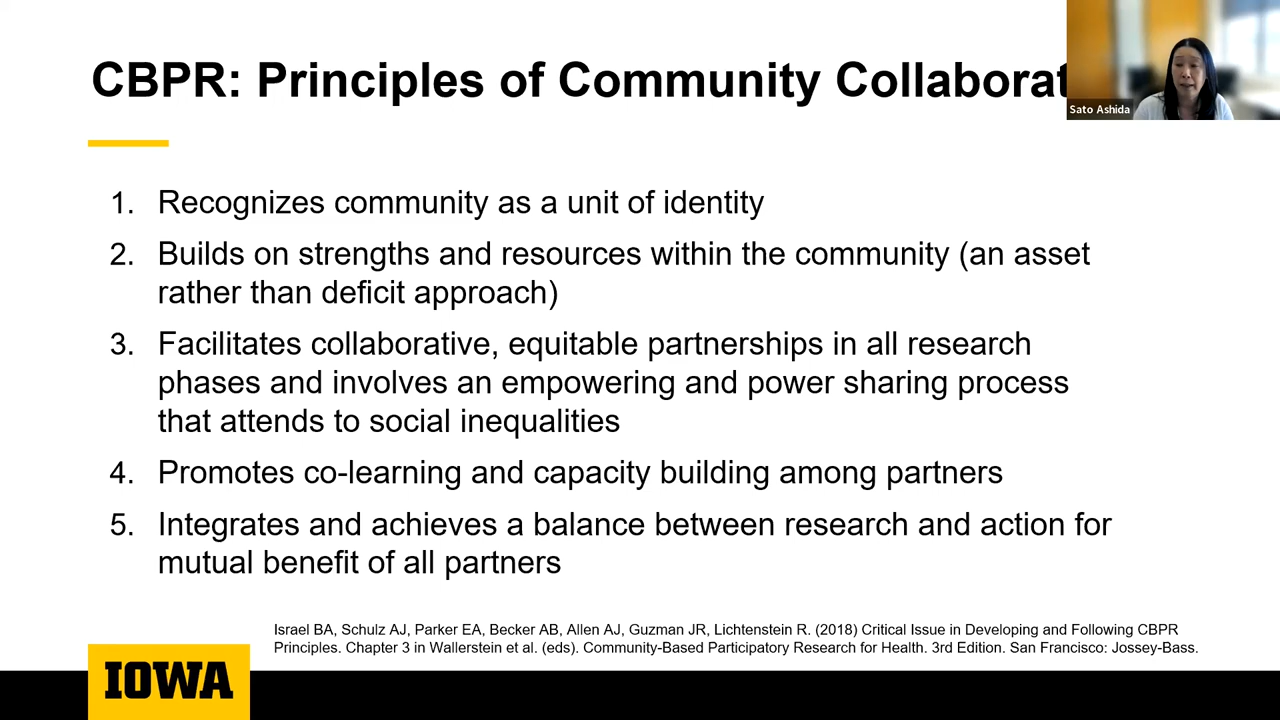 CBPR: Principles of Community Collaborat
Sato Ashida
1. Recognizes community as a unit of identity
2. Builds on strengths and resources within the community (an asset
rather than deficit approach)
3. Facilitates collaborative, equitable partnerships in all research
phases and involves an empowering and power sharing process
that attends to social inequalities
4. Promotes co-learning and capacity building among partners
5. Integrates and achieves a balance between research and action for
mutual benefit of all partners
Israel BA, Schulz AJ, Parker EA, Becker AB, Allen AJ, Guzman JR, Lichtenstein R. (2018) Critical Issue in Developing and Following CBPR
Principles. Chapter 3 in Wallerstein et al. (eds). Community-Based Participatory Research for Health. 3rd Edition. San Francisco: Jossey-Bass.
IOWA